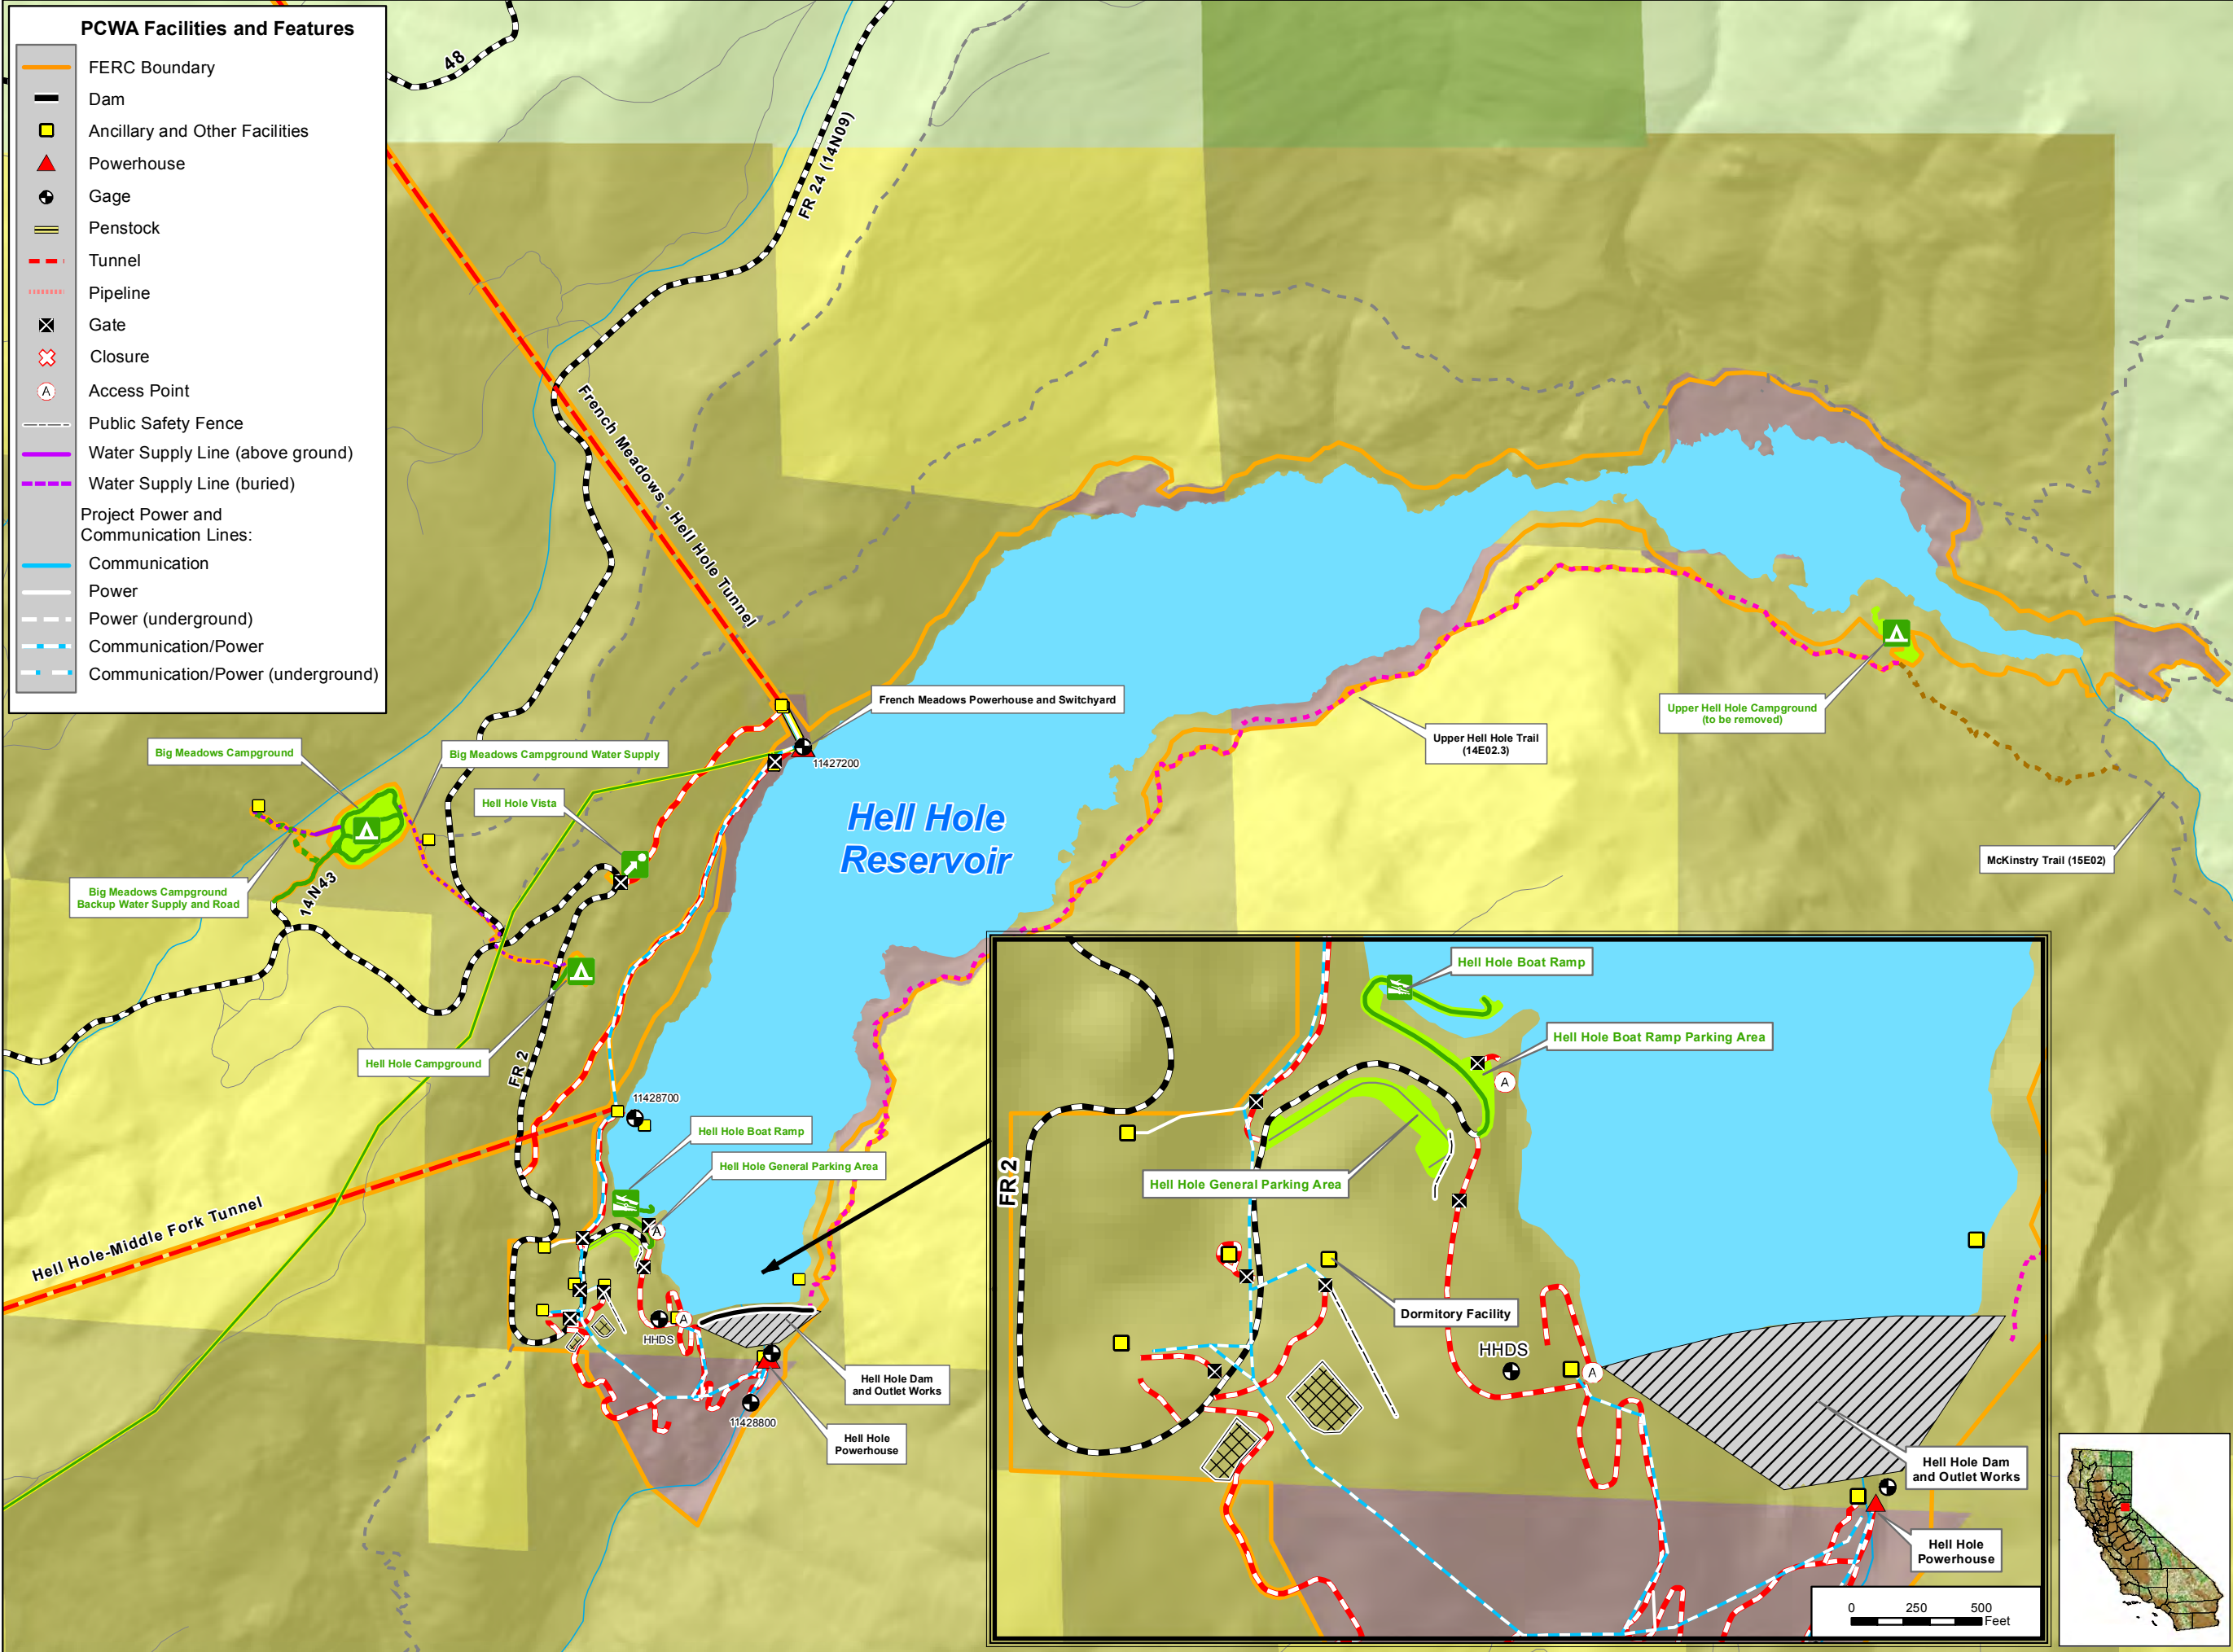 PCWA Facilities and Features
FERC Boundary
Dam
Ancillary and Other Facilities
Powerhouse
Gage
Penstock
Tunnel
Pipeline
Gate
Closure
A
Access Point
Public Safety Fence
Water Supply Line (above ground)
Water Supply Line (buried)
Project Power and
Communication Lines:
Communication
Power
Power (underground)
Communication/Power
Communication/Power (underground)
48
FR 24 (14N09)
French Meadows - Hell Hole Tunnel
French Meadows Powerhouse and Switchyard
11427200
Big Meadows Campground
Big Meadows Campground Water Supply
Hell Hole Vista
Big Meadows Campground
Backup Water Supply and Road
14N43
Hell Hole
Reservoir
Upper Hell Hole Trail
(14E02.3)
Upper Hell Hole Campground
(to be removed)
McKinstry Trail (15E02)
Hell Hole Campground
FR 2
11428700
Hell Hole Boat Ramp
Hell Hole General Parking Area
Hell Hole-Middle Fork Tunnel
A
HHDS
A
Hell Hole Dam
and Outlet Works
11428800
Hell Hole
Powerhouse
Hell Hole Boat Ramp
Hell Hole Boat Ramp Parking Area
A
FR 2
Hell Hole General Parking Area
Dormitory Facility
HHDS
A
Hell Hole Dam
and Outlet Works
Hell Hole
Powerhouse
0 250 500
Feet